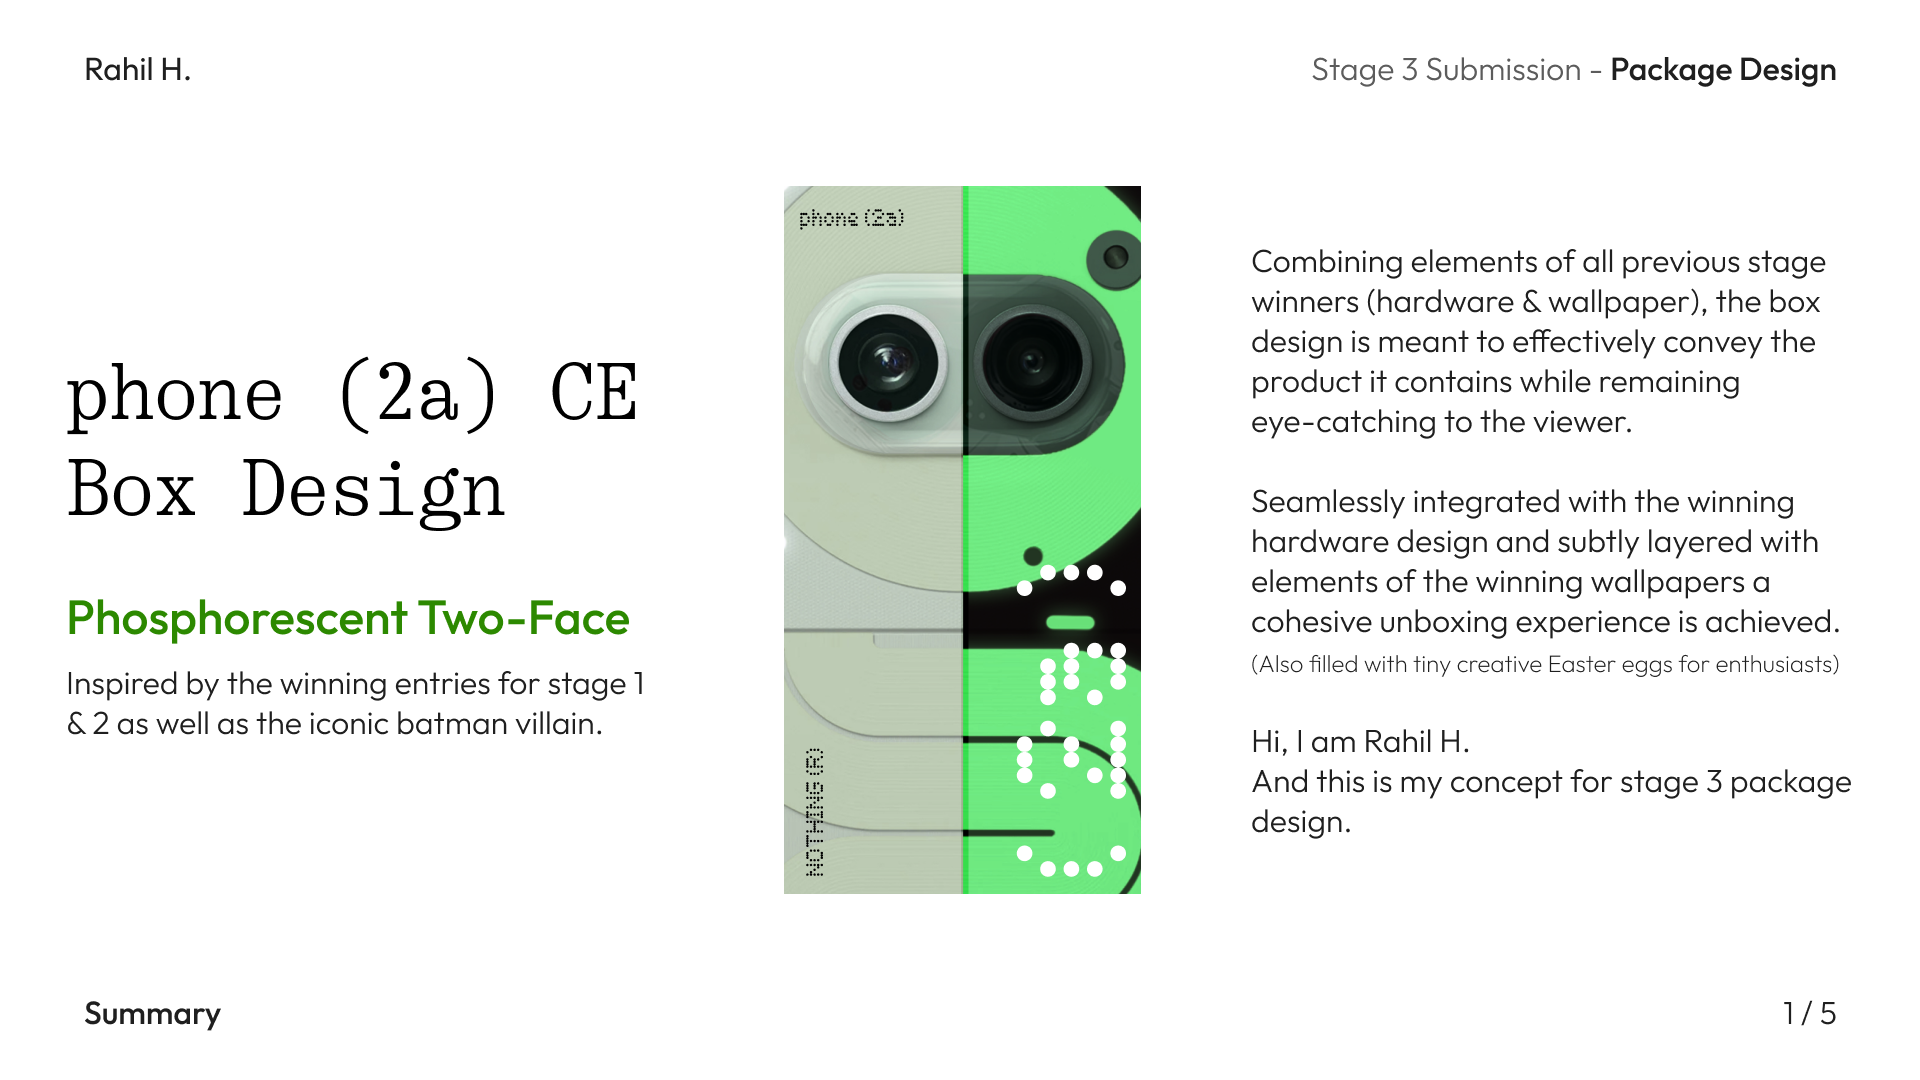 Rahil H.
Stage 3 Submission - Package Design
phone (2a) CE
Box Design
Phosphorescent Two-Face
Inspired by the winning entries for stage 1
& 2 as well as the iconic batman villain.
phone (2a)
NOTHING (R)
(2a)
Combining elements of all previous stage
winners (hardware & wallpaper), the box
design is meant to effectively convey the
product it contains while remaining
eye-catching to the viewer.
Seamlessly integrated with the winning
hardware design and subtly layered with
elements of the winning wallpapers a
cohesive unboxing experience is achieved.
(Also filled with tiny creative Easter eggs for enthusiasts)
Hi, I am Rahil H.
And this is my concept for stage 3 package
design.
Summary
1 / 5